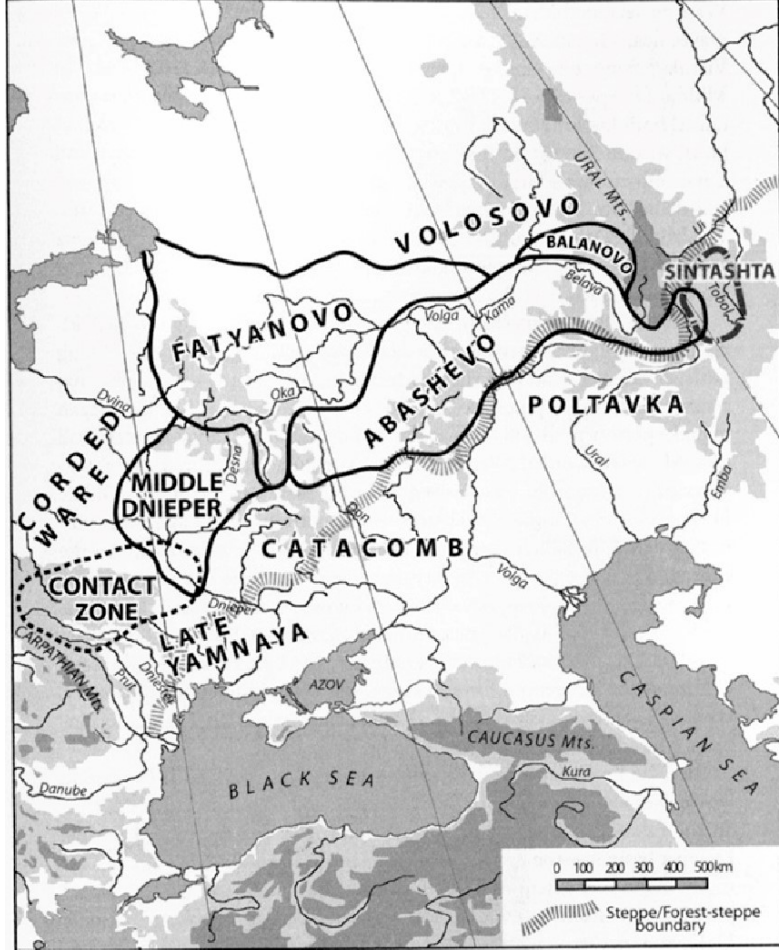 URAL Mts.
VOLOSOVO
BALANOVO
Ui
SINTASHTA
Tobol
Belaya
FATYANOVO
Volga
Kama
ABASHEVO
Oka
Dvina
POLTAVKA
CORDED
WARE
Desna
MIDDLE
DNIEPER
Ural
Emba
Don
CATACOMB
CONTACT
ZONE
Dnieper
Volga
LATE
YAMNAYA
CARPATHIAN Mts.
Prut
Dniester
AZOV
CASPIAN SEA
CAUCASUS Mts.
Kura
BLACK SEA
Danube
0 100 200 300 400 500km
Steppe/Forest-steppe
boundary